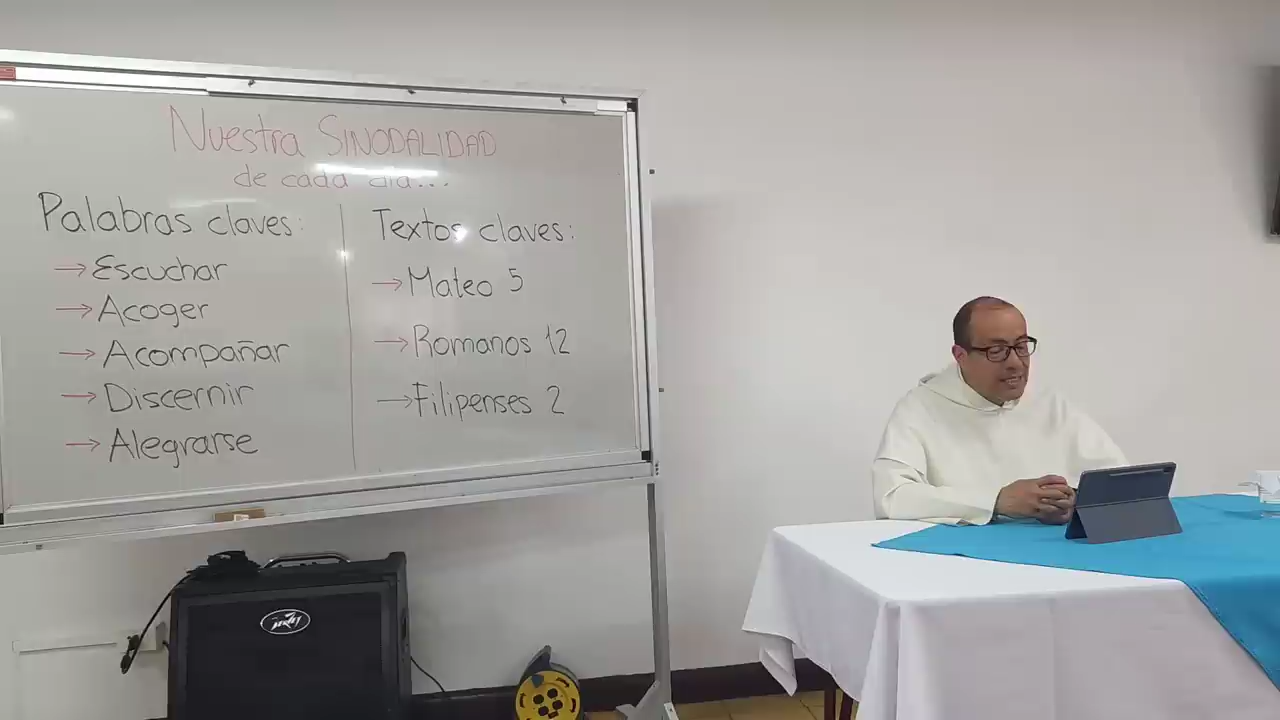 Nuestra SINODALIDAD
de cada día...
Palabras claves:
→Escuchar
→Acoger
→Acompañar
→Discernir
→Alegrarse
Textos claves:
→Mateo 5
→Romanos 12
→Filipenses 2